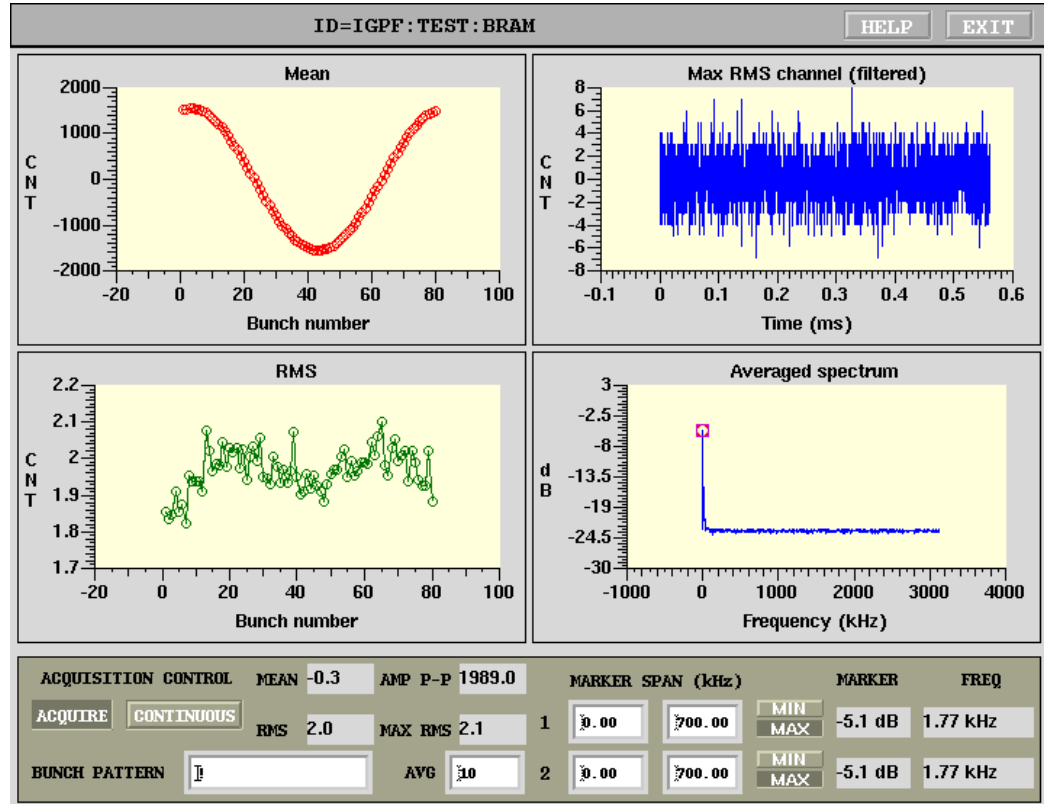 ID=IGPF:TEST:BRAM
HELP
EXIT
Mean
2000
1000
0
-1000
-2000
CNT
-20 0 20 40 60 80 100
Bunch number
Max RMS channel (filtered)
8
6
4
2
0
-2
-4
-6
-8
CNT
-0.1 0 0.1 0.2 0.3 0.4 0.5 0.6
Time (ms)
RMS
2.2
2.1
2
1.9
1.8
1.7
CNT
-20 0 20 40 60 80 100
Bunch number
Averaged spectrum
3
-2.5
-8
-13.5
-19
-24.5
-30
dB
-1000 0 1000 2000 3000 4000
Frequency (kHz)
ACQUISITION CONTROL MEAN -0.3 AMP P-P 1989.0 MARKER SPAN (kHz) MARKER FREQ
ACQUIRE CONTINUOUS RMS 2.0 MAX RMS 2.1 1 0.00 700.00 MIN MAX -5.1 dB 1.77 kHz
BUNCH PATTERN ! AVG 10 2 0.00 700.00 MIN MAX -5.1 dB 1.77 kHz